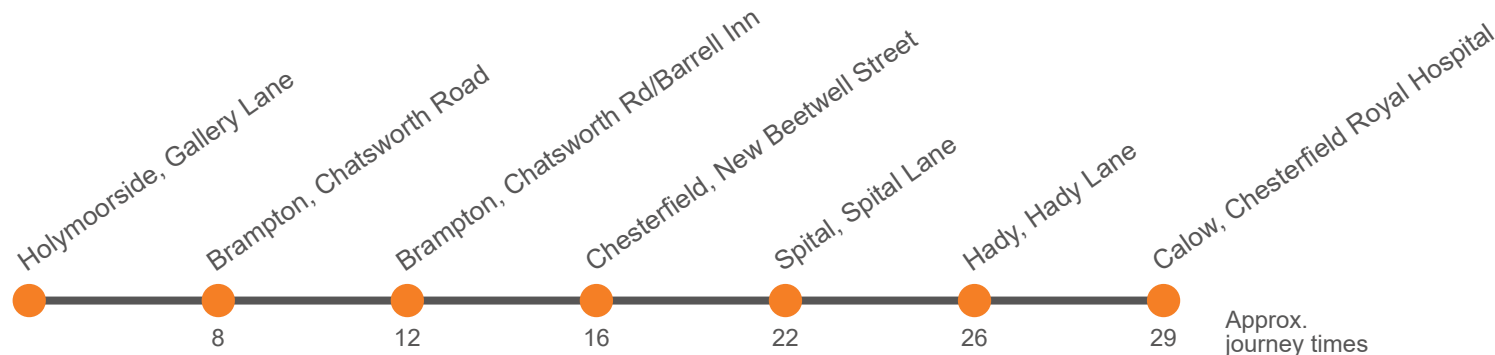 Holymoorside, Gallery Lane
Brampton, Chatsworth Road
Brampton, Chatsworth Rd/Barrell Inn
Chesterfield, New Beetwell Street
Spital, Spital Lane
Hady, Hady Lane
Calow, Chesterfield Royal Hospital
8
12
16
22
26
29
Approx.
journey times